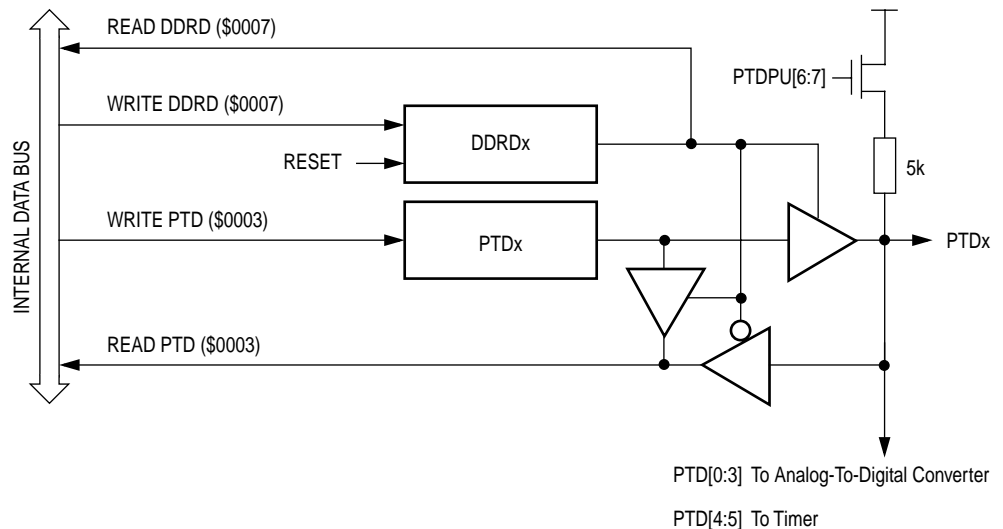 READ DDRD ($0007)
PTDPU[6:7]
WRITE DDRD ($0007)
DDRDx
RESET
5k
INTERNAL DATA BUS
WRITE PTD ($0003)
PTDx
PTDx
READ PTD ($0003)
PTD[0:3] To Analog-To-Digital Converter
PTD[4:5] To Timer